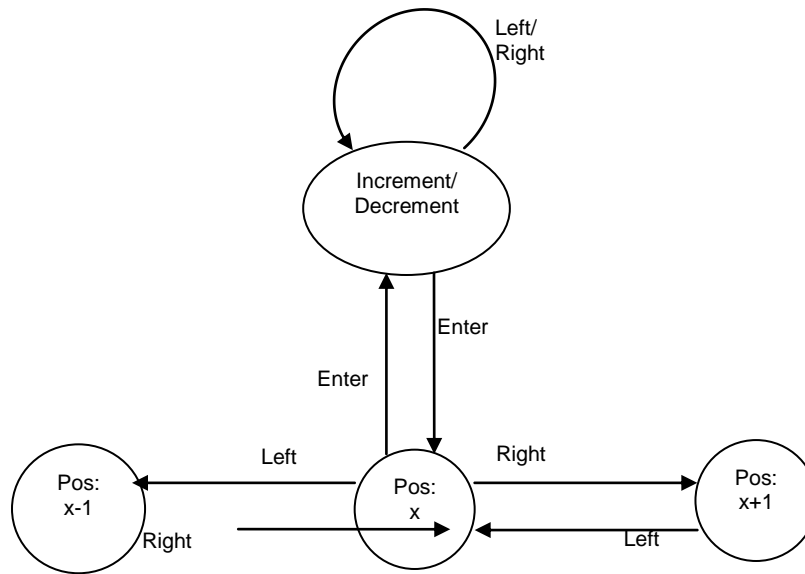 Left/
Right
Increment/
Decrement
Enter
Enter
Left
Right
Pos:
x-1
Pos:
x
Pos:
x+1
Right
Left